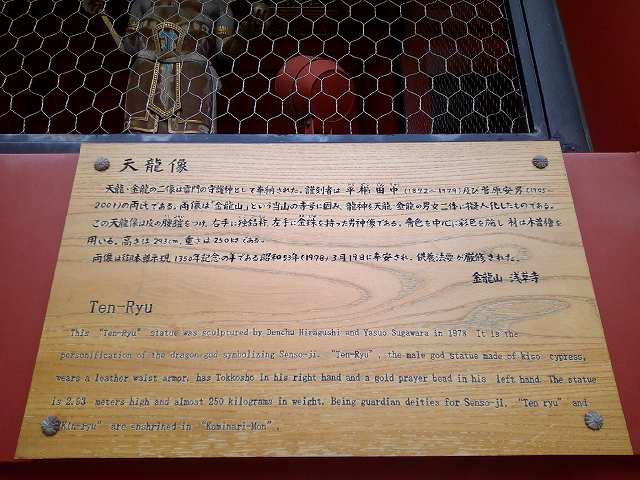 天龍像
天龍・金龍の二像は雷門の守護神として奉納された。謹刻者は平櫛田中(1872〜1979)及び菅原安男(1905〜
2001)の両氏である。両像は「金龍山」という当山の寺号に因み、龍神を天龍・金龍の男女二体に擬人化したものである。
この天龍像は皮の腰鎧をつけ、右手に独鈷杵、左手に金珠を持った男神像である。青色を中心に彩色を施し、材は木曽檜を
用いる。高さは293cm、重さは250kgである。
両像は御本尊示現1350年記念の年である昭和53年(1978)3月19日に奉安され、供養法要が厳修された。
金龍山 浅草寺
Ten-Ryu
This "Ten-Ryu" statue was sculptured by Denchu Hiragushi and Yasuo Sugawara in 1978. It is the
personification of the dragon god symbolizing Senso-ji. "Ten-Ryu", the male god statue made of kiso cypress,
wears a leather waist armor, has Tokkosho in his right hand and a gold prayer bead in his left hand. The statue
is 2.93 meters high and almost 250 kilograms in weight. Being guardian deities for Senso-ji, "Ten ryu" and
"Kin-ryu" are enshrined in "Kaminari-Mon".